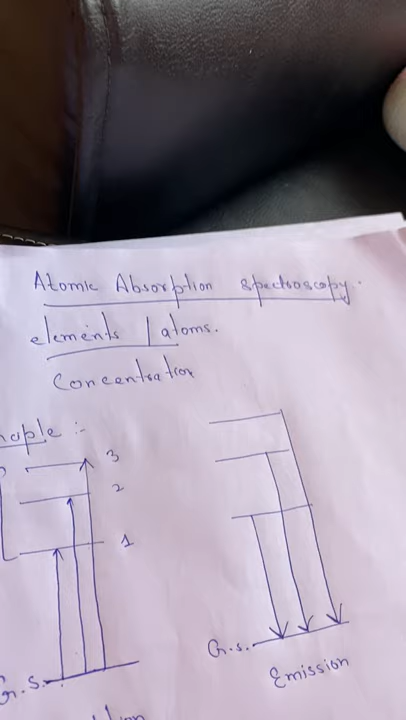 Atomic Absorption spectroscopy.
elements / atoms.
Concentration
3
2
1
G.s.
G.s.
Emission